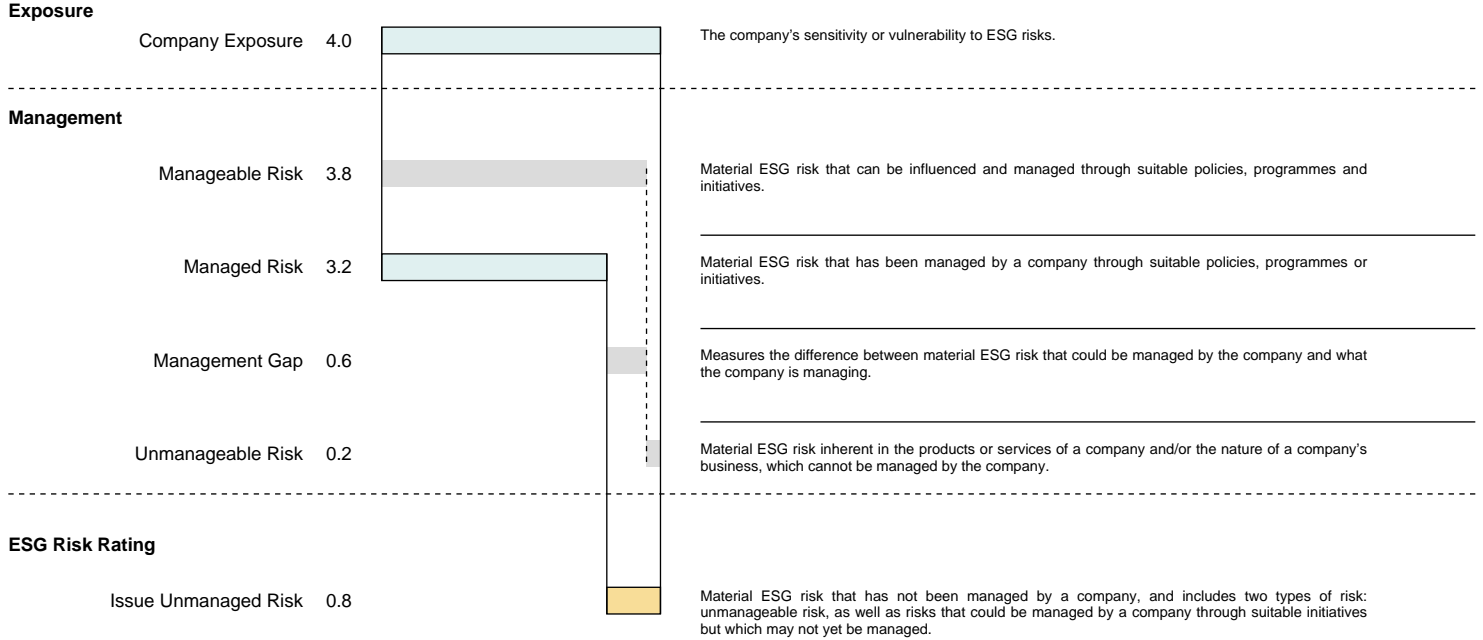 Exposure
Company Exposure 4.0
The company’s sensitivity or vulnerability to ESG risks.
Management
Manageable Risk 3.8
Material ESG risk that can be influenced and managed through suitable policies, programmes and
initiatives.
Managed Risk 3.2
Material ESG risk that has been managed by a company through suitable policies, programmes or
initiatives.
Management Gap 0.6
Measures the difference between material ESG risk that could be managed by the company and what
the company is managing.
Unmanageable Risk 0.2
Material ESG risk inherent in the products or services of a company and/or the nature of a company’s
business, which cannot be managed by the company.
ESG Risk Rating
Issue Unmanaged Risk 0.8
Material ESG risk that has not been managed by a company, and includes two types of risk:
unmanageable risk, as well as risks that could be managed by a company through suitable initiatives
but which may not yet be managed.